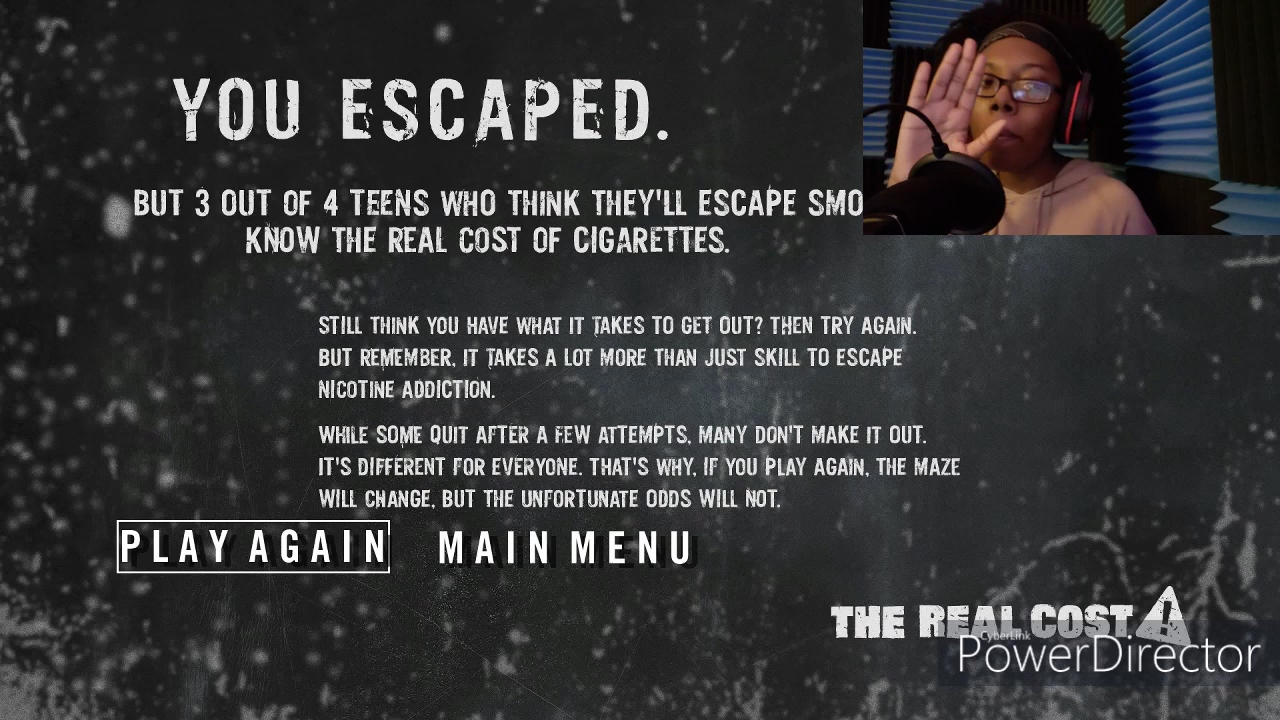 YOU ESCAPED.
BUT 3 OUT OF 4 TEENS WHO THINK THEY'LL ESCAPE SMO
KNOW THE REAL COST OF CIGARETTES.
STILL THINK YOU HAVE WHAT IT TAKES TO GET OUT? THEN TRY AGAIN.
BUT REMEMBER, IT TAKES A LOT MORE THAN JUST SKILL TO ESCAPE
NICOTINE ADDICTION.
WHILE SOME QUIT AFTER A FEW ATTEMPTS, MANY DON'T MAKE IT OUT.
IT'S DIFFERENT FOR EVERYONE. THAT'S WHY, IF YOU PLAY AGAIN, THE MAZE
WILL CHANGE, BUT THE UNFORTUNATE ODDS WILL NOT.
PLAY AGAIN MAIN MENU
THE REAL COST
CyberLink
PowerDirector